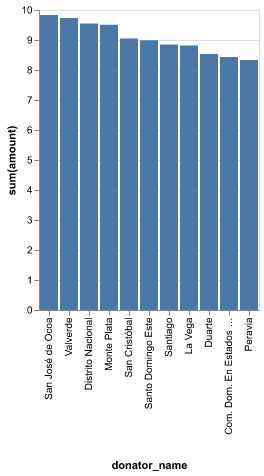 10
9
8
7
6
5
4
3
2
1
0
sum(amount)
San José de Ocoa
Valverde
Distrito Nacional
Monte Plata
San Cristóbal
Santo Domingo Este
Santiago
La Vega
Duarte
Com. Dom. En Estados …
Peravia
donator_name